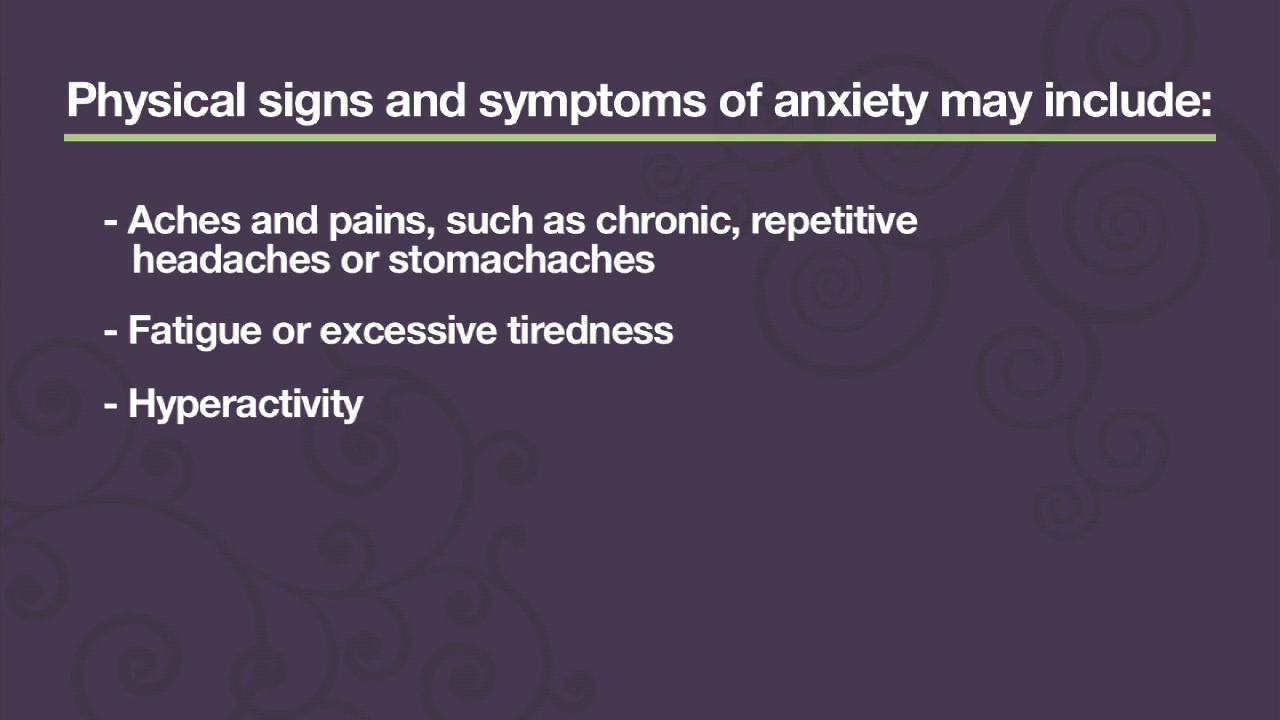 Physical signs and symptoms of anxiety may include:
- Aches and pains, such as chronic, repetitive
headaches or stomachaches
- Fatigue or excessive tiredness
- Hyperactivity